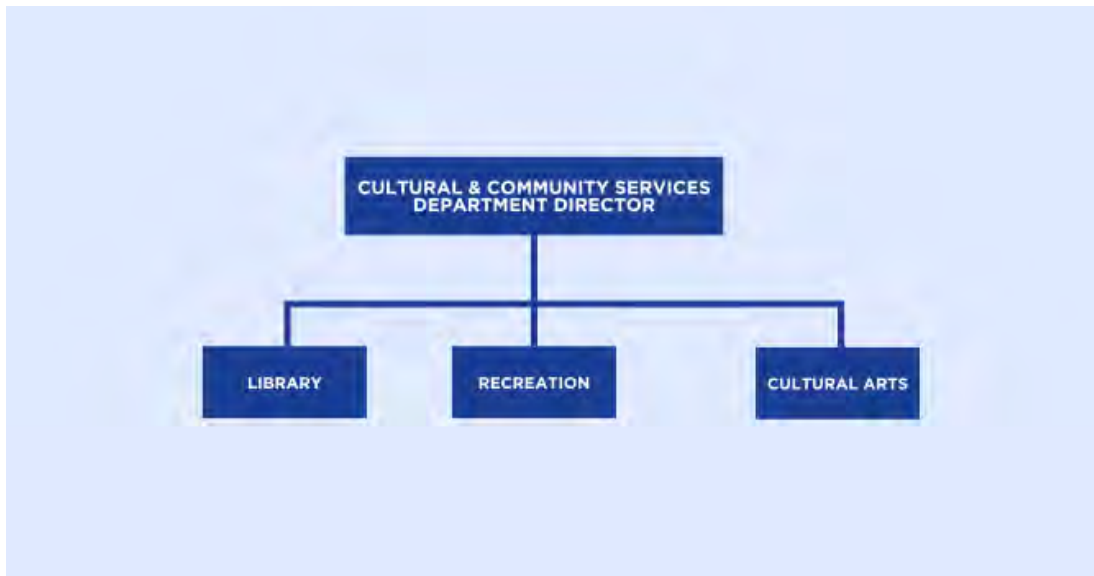 CULTURAL & COMMUNITY SERVICES
DEPARTMENT DIRECTOR
LIBRARY
RECREATION
CULTURAL ARTS